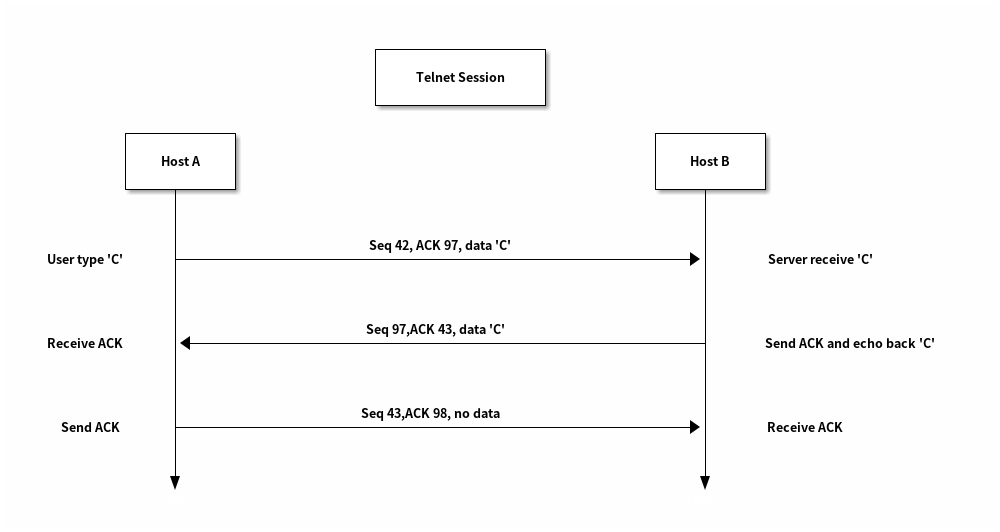 Telnet Session
Host A
Host B
Seq 42, ACK 97, data 'C'
User type 'C'
Server receive 'C'
Seq 97,ACK 43, data 'C'
Receive ACK
Send ACK and echo back 'C'
Seq 43,ACK 98, no data
Send ACK
Receive ACK